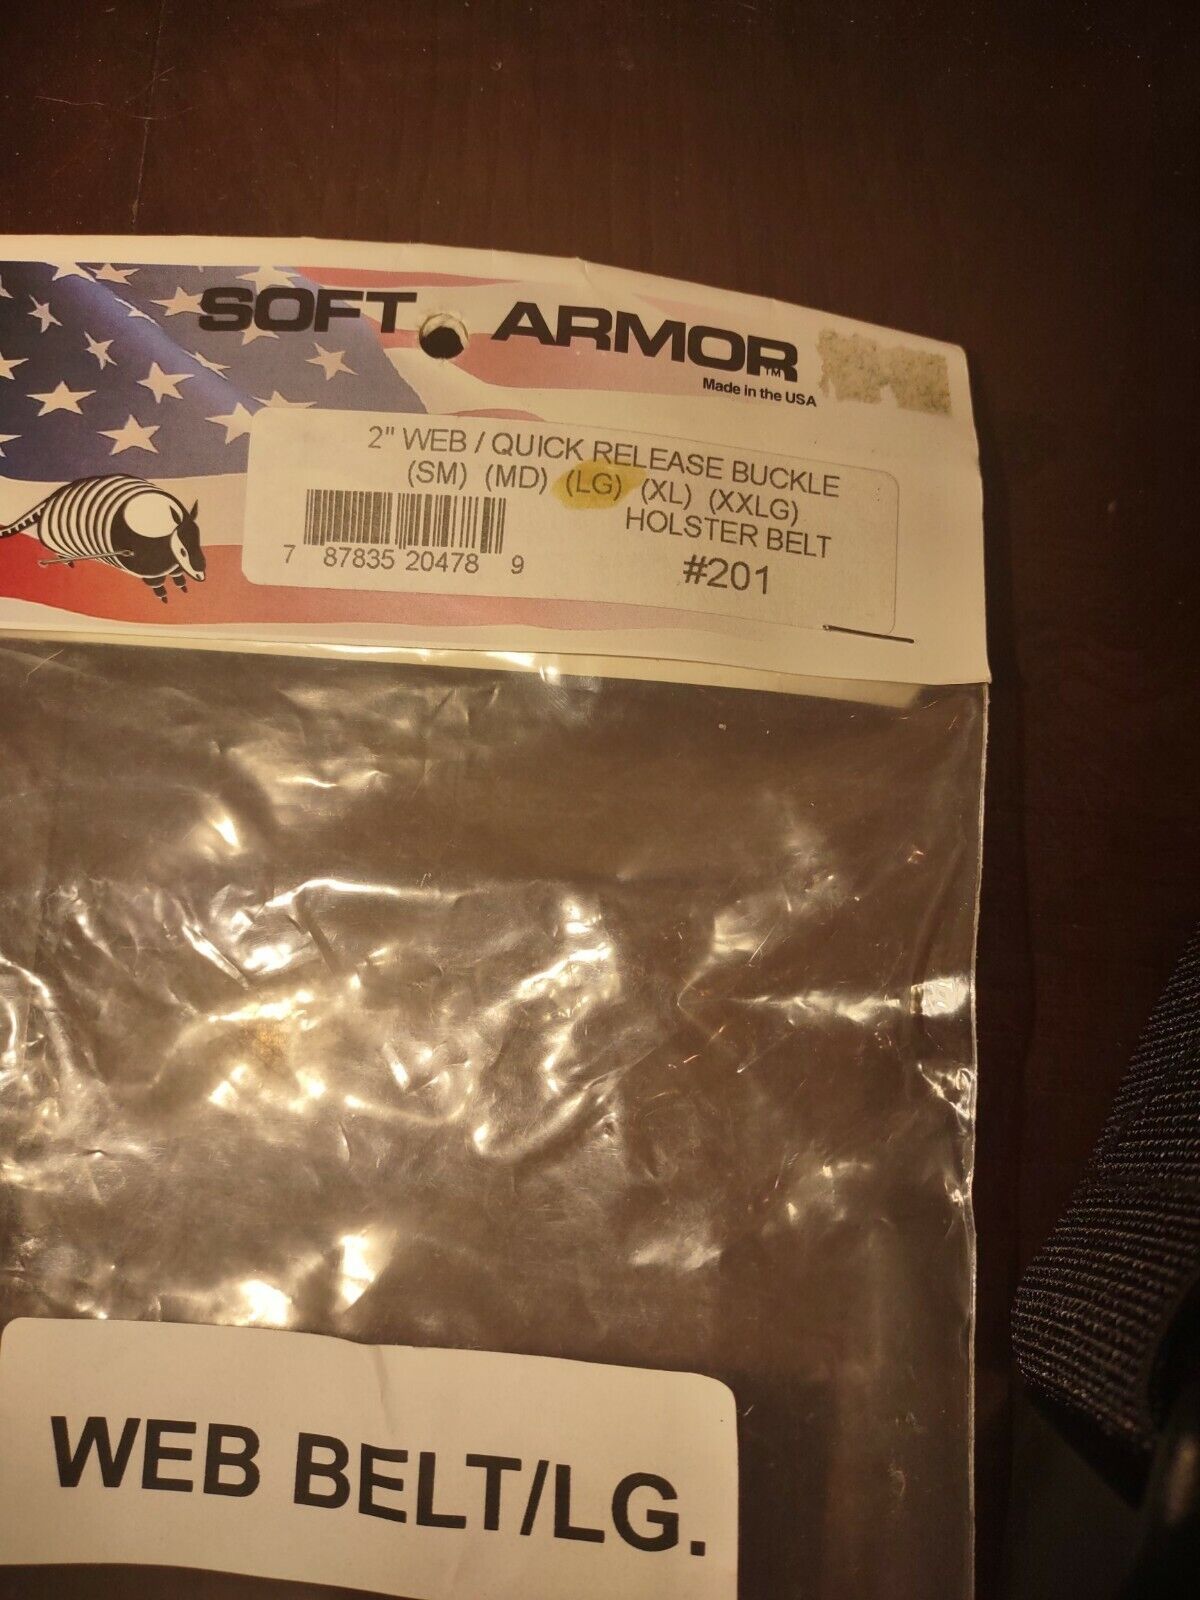 SOFT ARMOR™
Made in the USA
2" WEB / QUICK RELEASE BUCKLE
(SM) (MD) (LG) (XL) (XXLG)
HOLSTER BELT
7 87835 20478 9
#201
WEB BELT/LG.